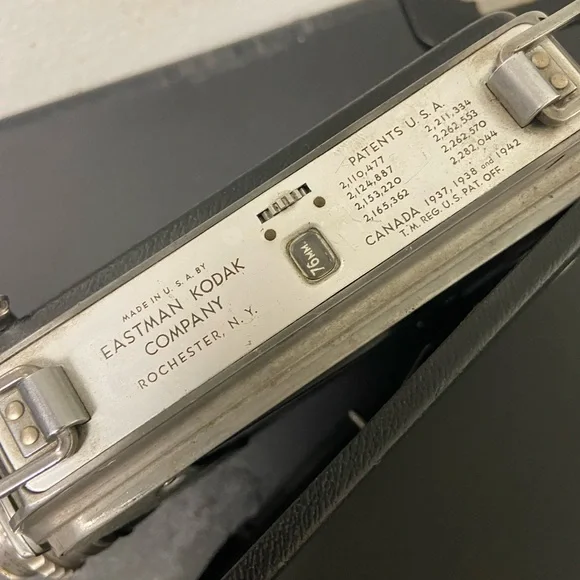 MADE IN U.S.A. BY
EASTMAN KODAK
COMPANY
ROCHESTER, N.Y.
76MM.
PATENTS U.S.A.
2,110,477 2,211,334
2,124,887 2,262,553
2,153,220 2,262,570
2,165,362 2,282,044
CANADA 1937, 1938 and 1942
T.M. REG. U.S. PAT. OFF.